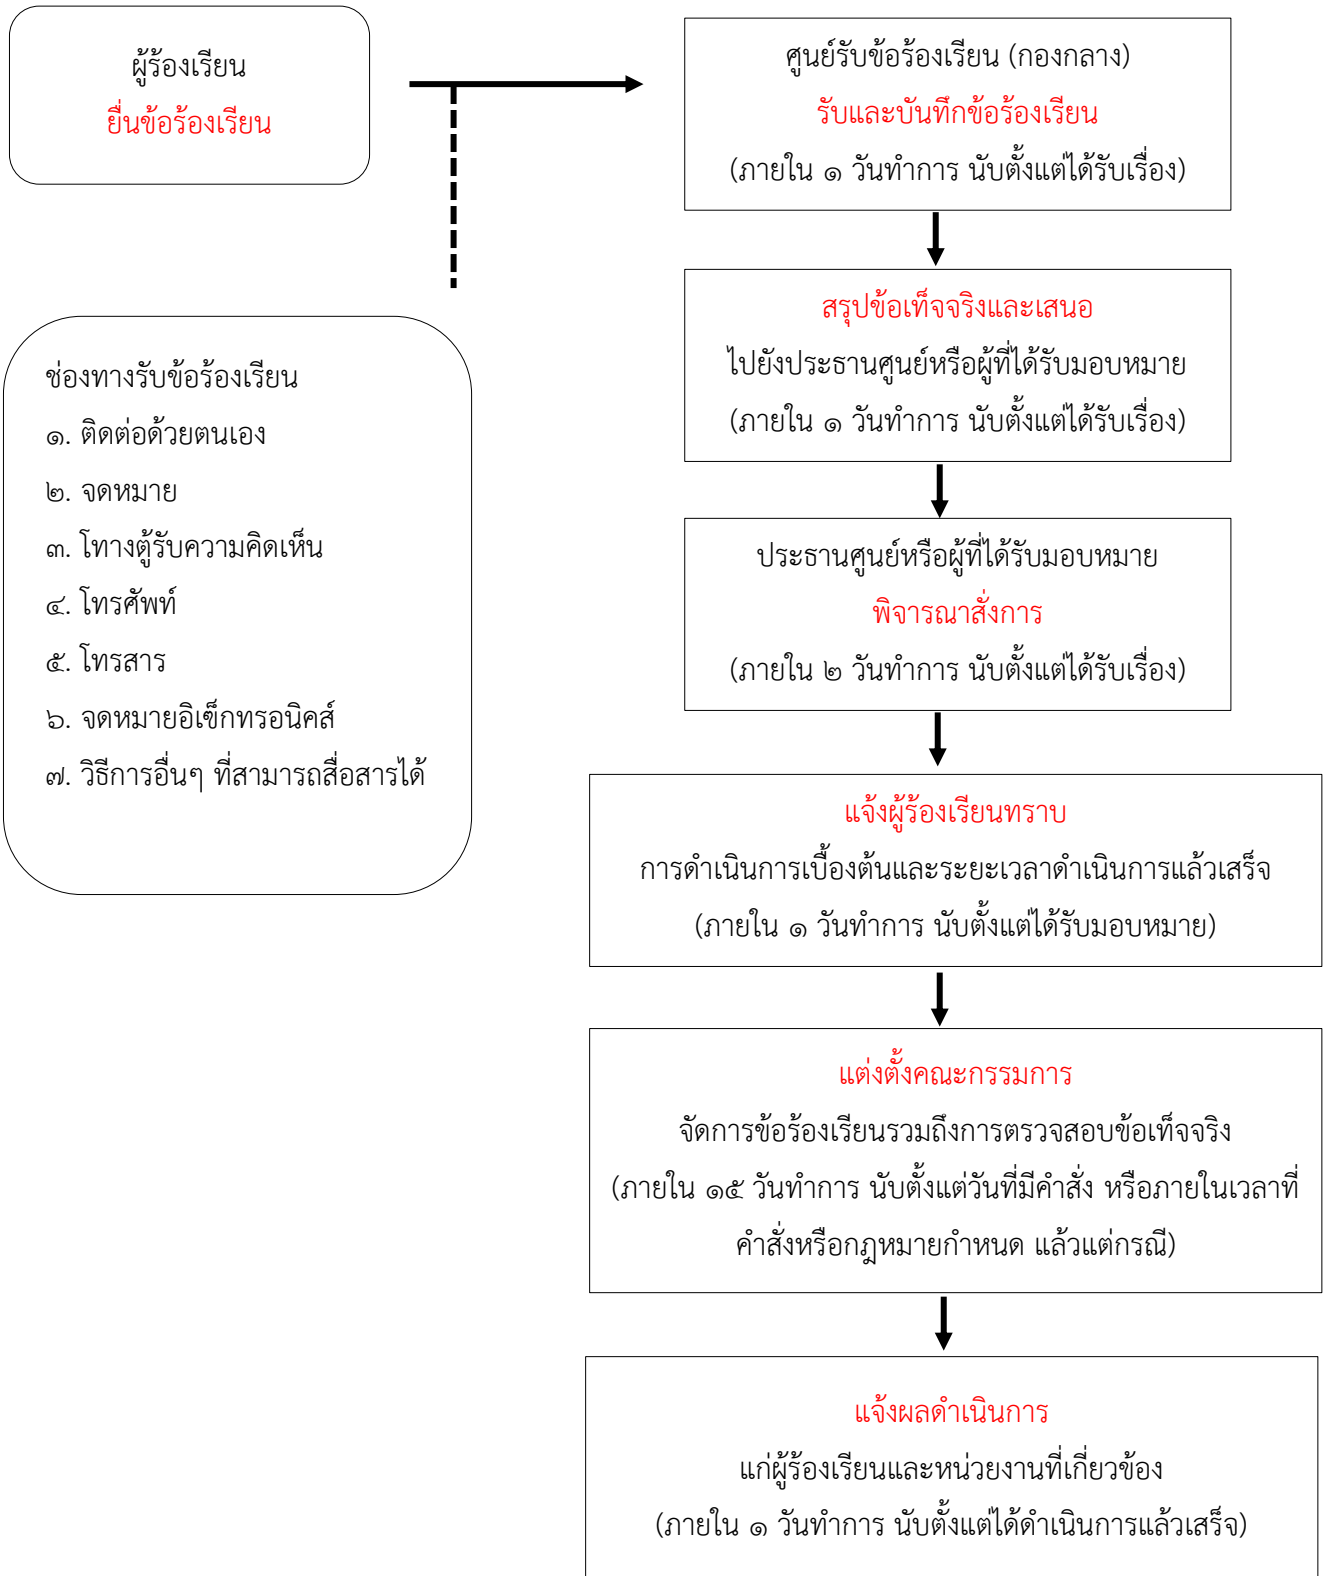 ผู้ร้องเรียน
ยื่นข้อร้องเรียน
ศูนย์รับข้อร้องเรียน (กองกลาง)
รับและบันทึกข้อร้องเรียน
(ภายใน ๑ วันทำการ นับตั้งแต่ได้รับเรื่อง)
สรุปข้อเท็จจริงและเสนอ
ไปยังประธานศูนย์หรือผู้ที่ได้รับมอบหมาย
(ภายใน ๑ วันทำการ นับตั้งแต่ได้รับเรื่อง)
ช่องทางรับข้อร้องเรียน
๑. ติดต่อด้วยตนเอง
๒. จดหมาย
๓. โทางตู้รับความคิดเห็น
๔. โทรศัพท์
๕. โทรสาร
๖. จดหมายอิเซ็กทรอนิคส์
๗. วิธีการอื่นๆ ที่สามารถสื่อสารได้
ประธานศูนย์หรือผู้ที่ได้รับมอบหมาย
พิจารณาสั่งการ
(ภายใน ๒ วันทำการ นับตั้งแต่ได้รับเรื่อง)
แจ้งผู้ร้องเรียนทราบ
การดำเนินการเบื้องต้นและระยะเวลาดำเนินการแล้วเสร็จ
(ภายใน ๑ วันทำการ นับตั้งแต่ได้รับมอบหมาย)
แต่งตั้งคณะกรรมการ
จัดการข้อร้องเรียนรวมถึงการตรวจสอบข้อเท็จจริง
(ภายใน ๑๕ วันทำการ นับตั้งแต่วันที่มีคำสั่ง หรือภายในเวลาที่
คำสั่งหรือกฎหมายกำหนด แล้วแต่กรณี)
แจ้งผลดำเนินการ
แก่ผู้ร้องเรียนและหน่วยงานที่เกี่ยวข้อง
(ภายใน ๑ วันทำการ นับตั้งแต่ได้ดำเนินการแล้วเสร็จ)